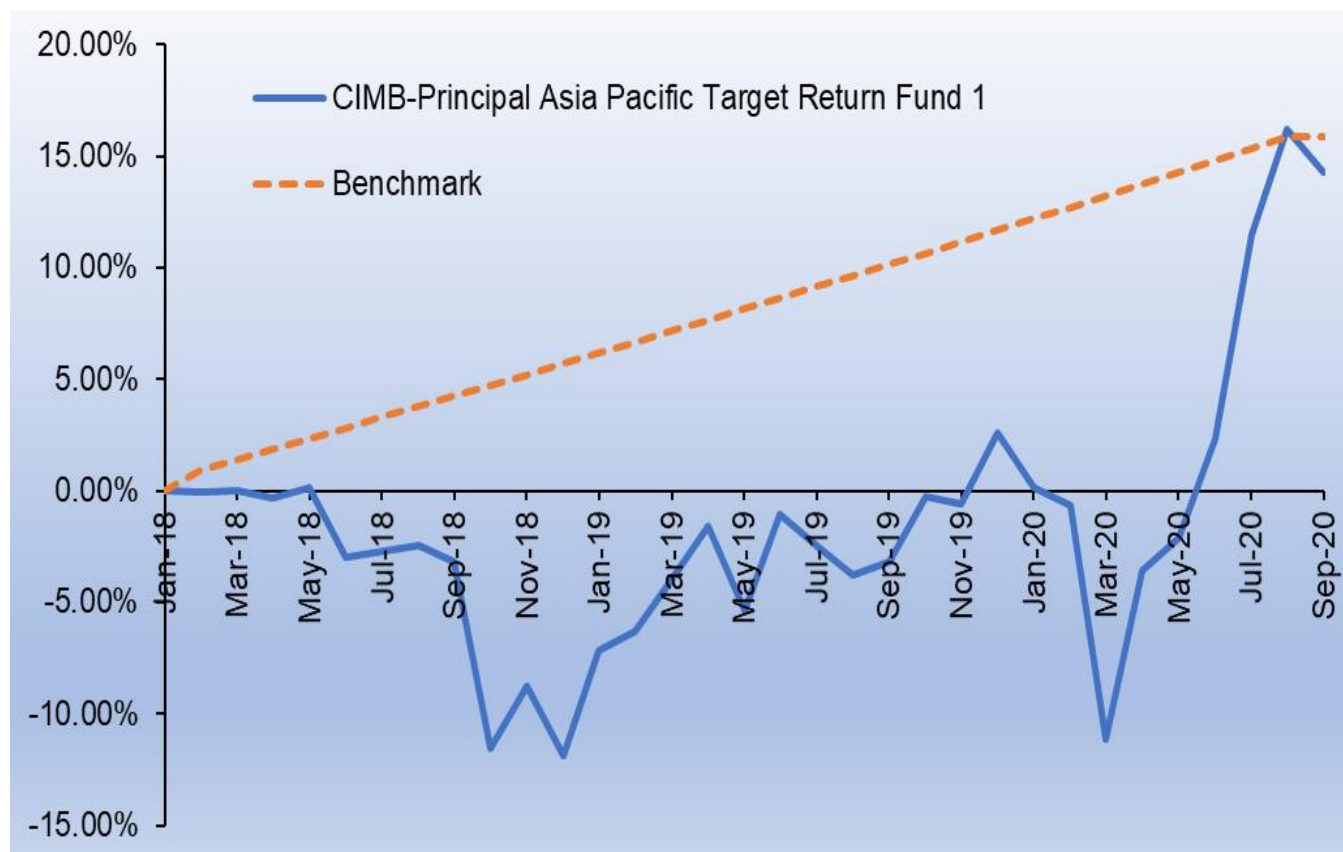 20.00%
CIMB-Principal Asia Pacific Target Return Fund 1
15.00%
Benchmark
10.00%
5.00%
0.00%
-5.00%
-10.00%
-15.00%
Jan-18
Mar-18
May-18
Jul-18
Sep-18
Nov-18
Jan-19
Mar-19
May-19
Jul-19
Sep-19
Nov-19
Jan-20
Mar-20
May-20
Jul-20
Sep-20